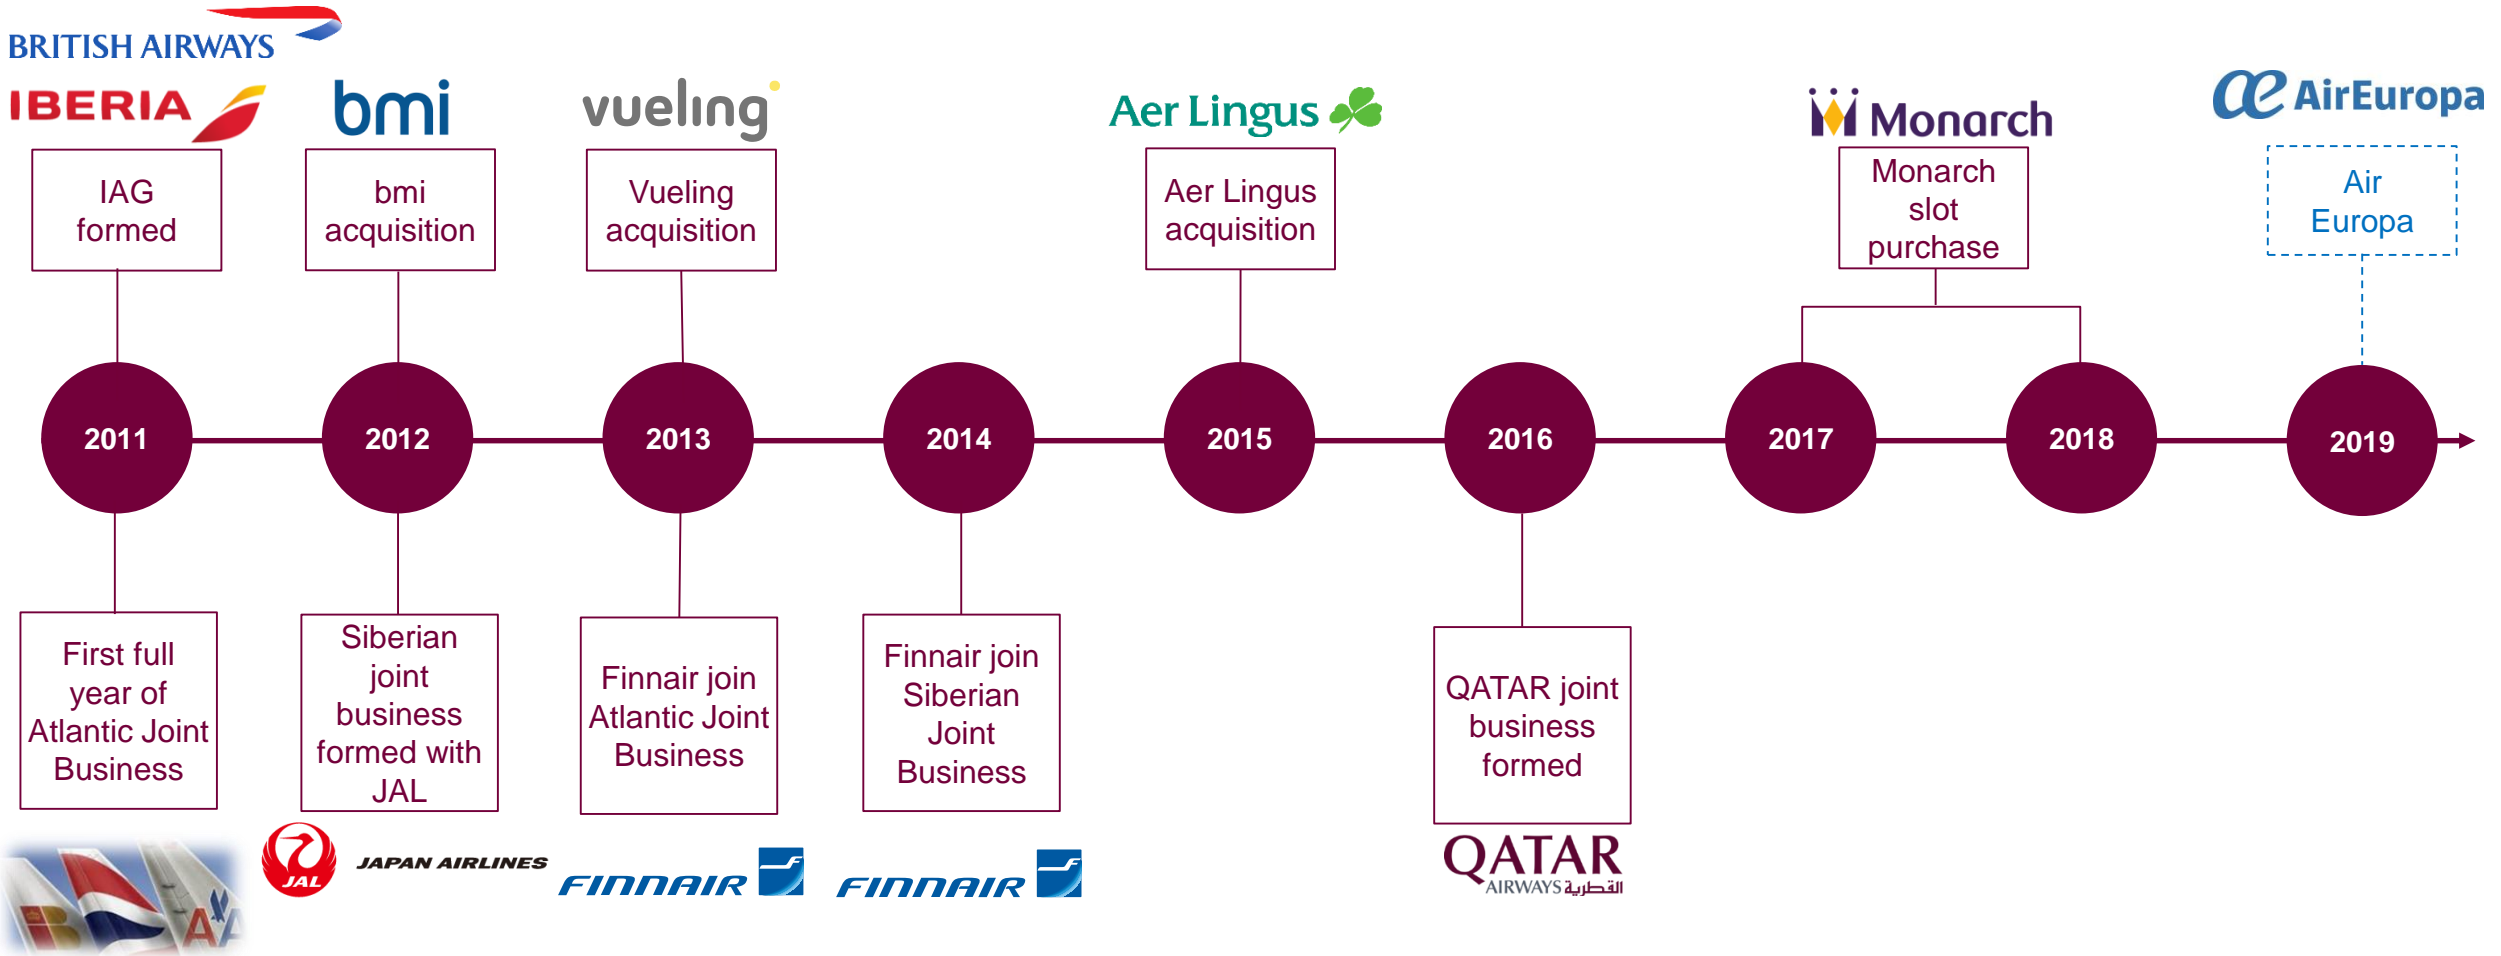 BRITISH AIRWAYS
IBERIA
bmi
vueling
Aer Lingus
Monarch
AirEuropa
IAG
formed
bmi
acquisition
Vueling
acquisition
Aer Lingus
acquisition
Monarch
slot
purchase
Air
Europa
2011
2012
2013
2014
2015
2016
2017
2018
2019
First full
year of
Atlantic Joint
Business
Siberian
joint
business
formed with
JAL
Finnair join
Atlantic Joint
Business
Finnair join
Siberian
Joint
Business
QATAR joint
business
formed
JAL
JAPAN AIRLINES
FINNAIR
FINNAIR
QATAR
AIRWAYS القطرية
AA